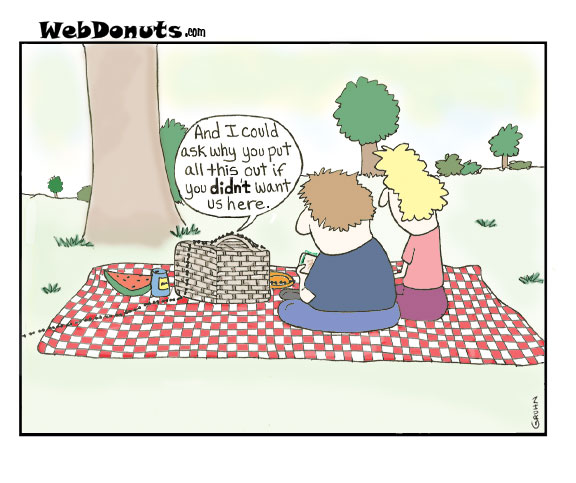 WebDonuts.com
And I could
ask why you put
all this out if
you didn't want
us here.
GRUHN